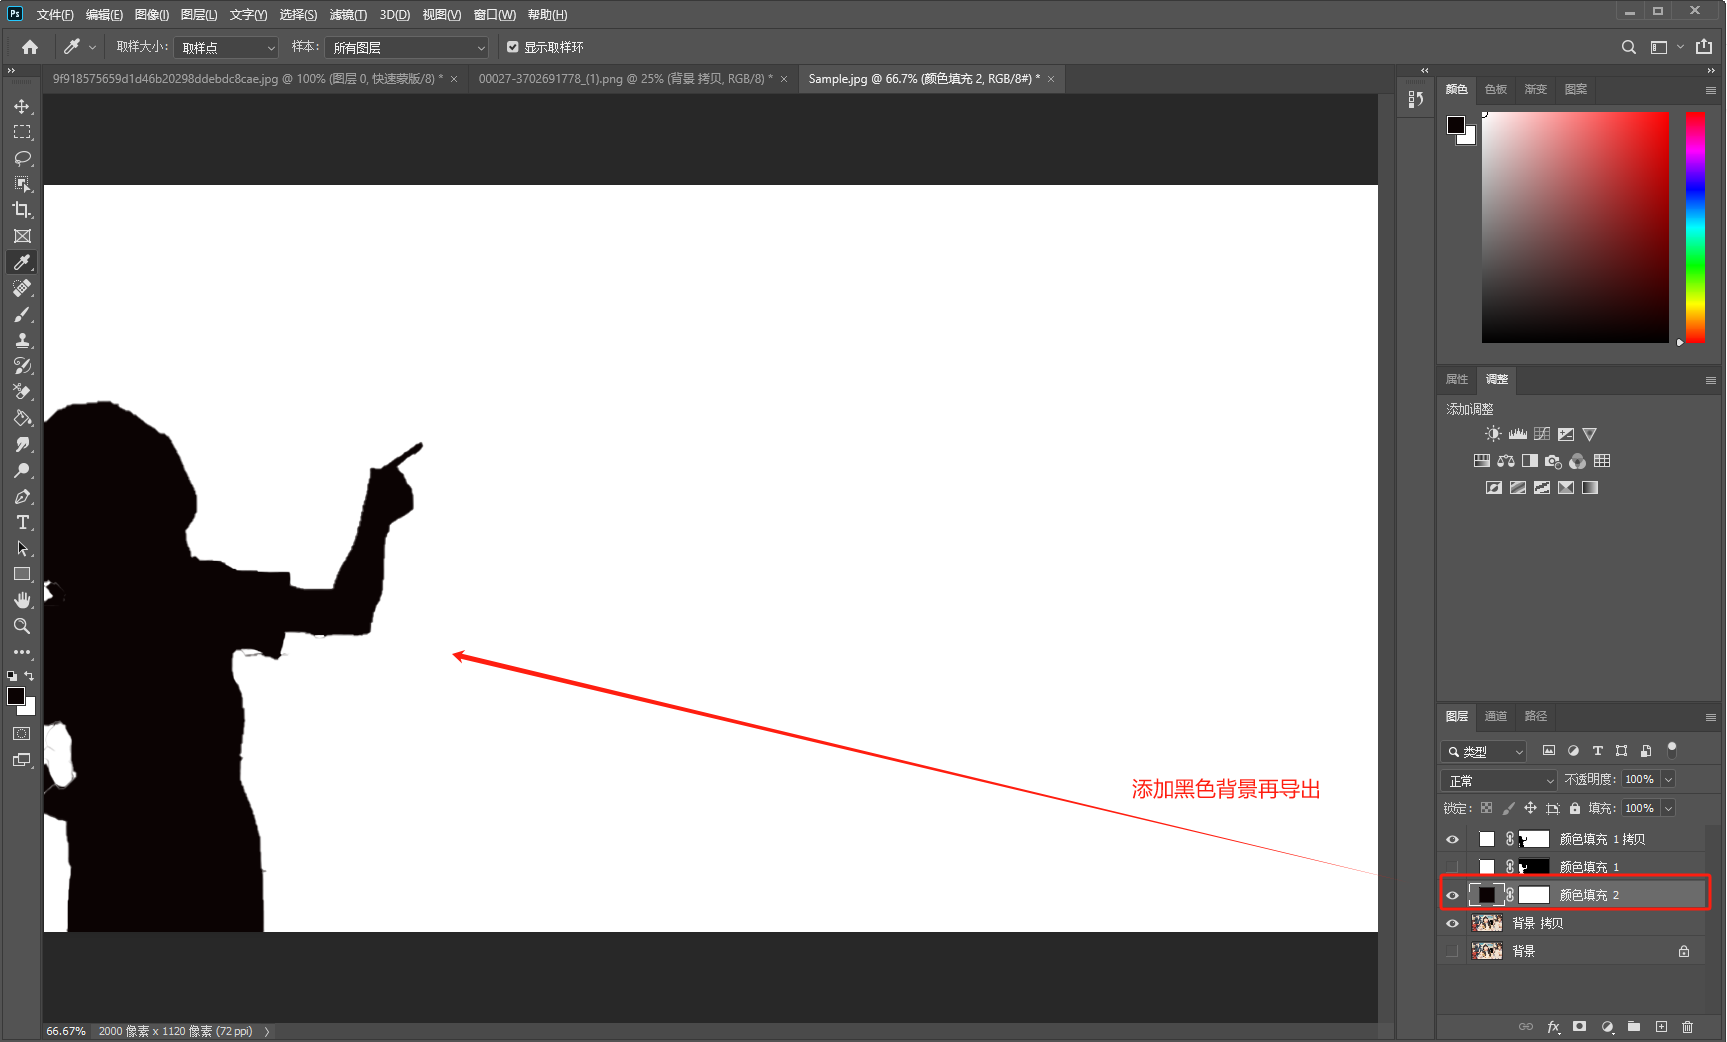 Ps 文件(F) 编辑(E) 图像(I) 图层(L) 文字(Y) 选择(S) 滤镜(T) 3D(D) 视图(V) 窗口(W) 帮助(H)
取样大小: 取样点 样本: 所有图层 显示取样环
9f918575659d1d46b20298ddebdc8cae.jpg @ 100% (图层 0, 快速蒙版/8) * × 00027-3702691778_(1).png @ 25% (背景 拷贝, RGB/8) * × Sample.jpg @ 66.7% (颜色填充 2, RGB/8#) * ×
颜色 色板 渐变 图案
属性 调整
添加调整
添加黑色背景再导出
图层 通道 路径
类型
正常 不透明度: 100%
锁定: 填充: 100%
颜色填充 1 拷贝
颜色填充 1
颜色填充 2
背景 拷贝
背景
fx
66.67% 2000 像素 x 1120 像素 (72 ppi)